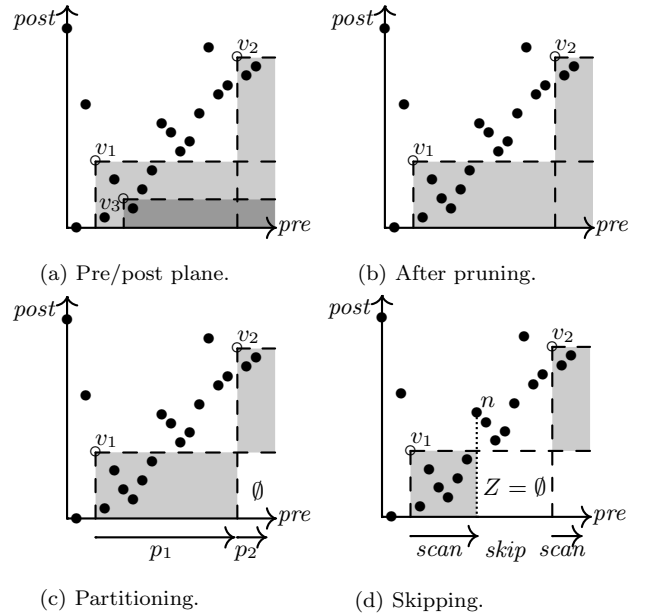 post post
v2 v2
v1 v1
v3
pre pre
(a) Pre/post plane. (b) After pruning.
post post
v2 v2
n
v1 v1
∅ Z = ∅
pre pre
p1 p2 scan skip scan
(c) Partitioning. (d) Skipping.